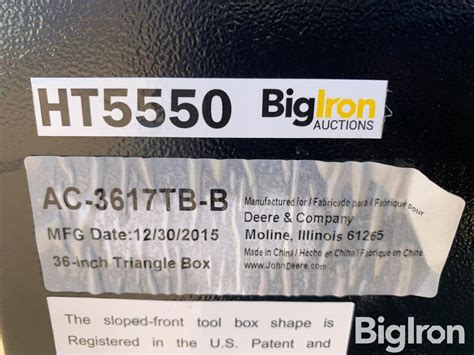 HT5550
BigIron
AUCTIONS
AC-3617TB-B
MFG Date:12/30/2015
36-inch Triangle Box
Manufactured for / Fabricado para / Fabriqué pour
Deere & Company
Moline, Illinois 61265
Made in China / Hecho en China / Fabriqué en Chine
www.JohnDeere.com
The sloped-front tool box shape is
Registered in the U.S. Patent and
BigIron